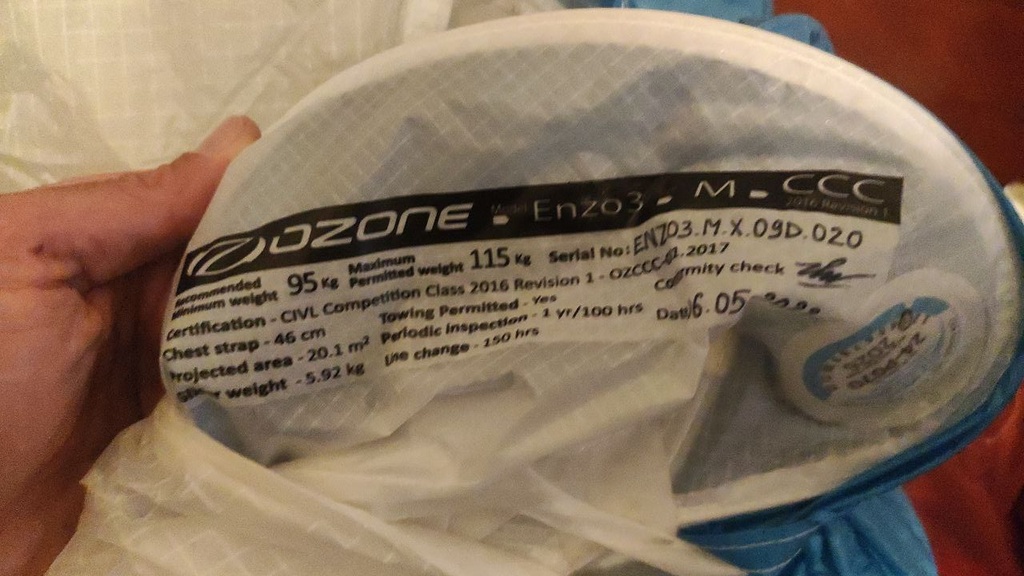 OZONE - Model Enzo3 - M - CCC
2016 Revision 1
Recommended Minimum weight 95 Kg Maximum Permitted weight 115 Kg Serial No: ENZO3.M.X.09D.020
Certification - CIVL Competition Class 2016 Revision 1 - OZCCC-02.2017
Chest strap - 46 cm Towing Permitted - Yes Conformity check
Projected area - 20.1 m² Periodic Inspection - 1 yr/100 hrs Date 6.05
Glider weight - 5.92 kg Line change - 150 hrs
2025